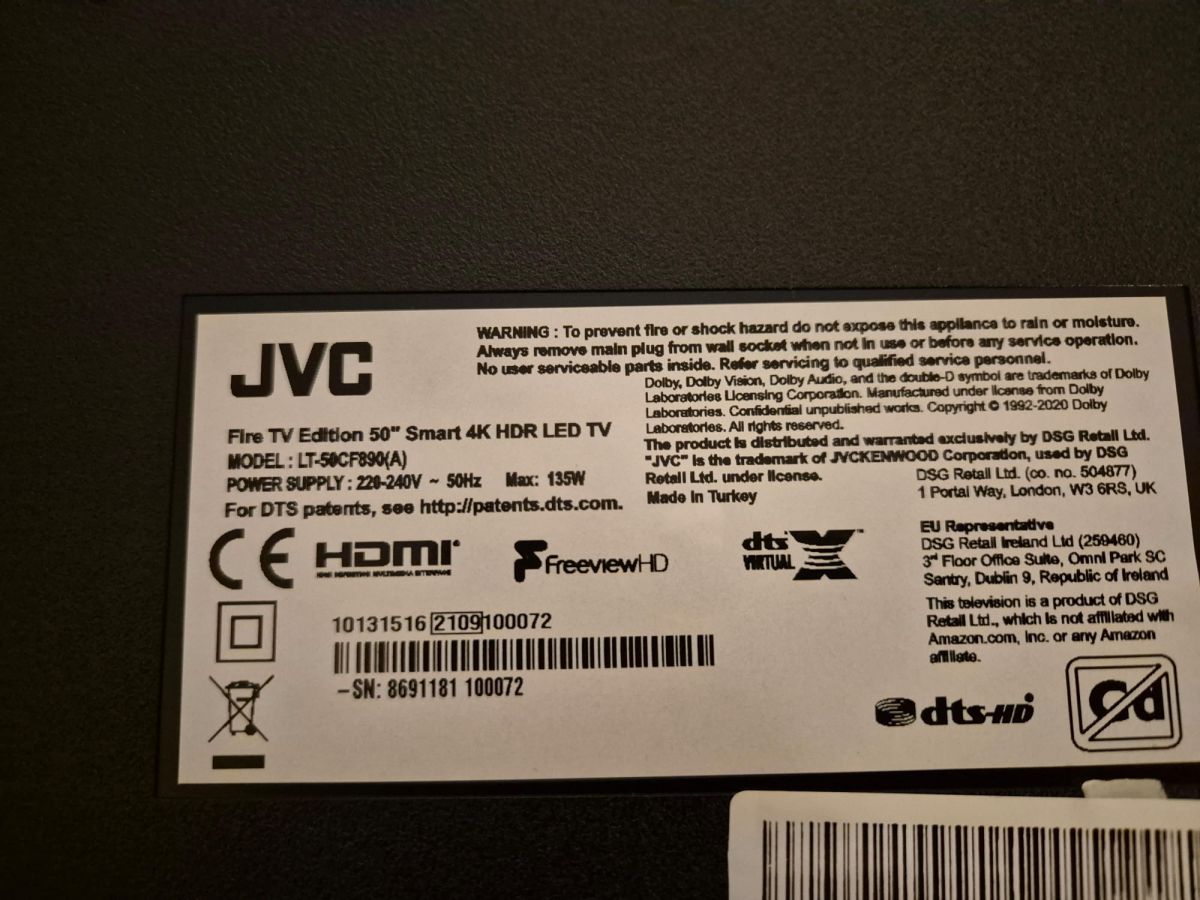 JVC
Fire TV Edition 50" Smart 4K HDR LED TV
MODEL : LT-50CF890(A)
POWER SUPPLY : 220-240V ~ 50Hz Max: 135W
For DTS patents, see http://patents.dts.com.
WARNING : To prevent fire or shock hazard do not expose this appliance to rain or moisture.
Always remove main plug from wall socket when not in use or before any service operation.
No user serviceable parts inside. Refer servicing to qualified service personnel.
Dolby, Dolby Vision, Dolby Audio, and the double-D symbol are trademarks of Dolby
Laboratories Licensing Corporation. Manufactured under license from Dolby
Laboratories. Confidential unpublished works. Copyright © 1992-2020 Dolby
Laboratories. All rights reserved.
The product is distributed and warranted exclusively by DSG Retail Ltd.
"JVC" is the trademark of JVCKENWOOD Corporation, used by DSG
Retail Ltd. under license.
Made in Turkey
DSG Retail Ltd. (co. no. 504877)
1 Portal Way, London, W3 6RS, UK
EU Representative
DSG Retail Ireland Ltd (259460)
3rd Floor Office Suite, Omni Park SC
Santry, Dublin 9, Republic of Ireland
This television is a product of DSG
Retail Ltd., which is not affiliated with
Amazon.com, Inc. or any Amazon
affiliate.
CE HDMI
HIGH DEFINITION MULTIMEDIA INTERFACE
FreeviewHD
dts X™
VIRTUAL
10131516 2109 100072
-SN: 8691181 100072
dts-HD
Cd